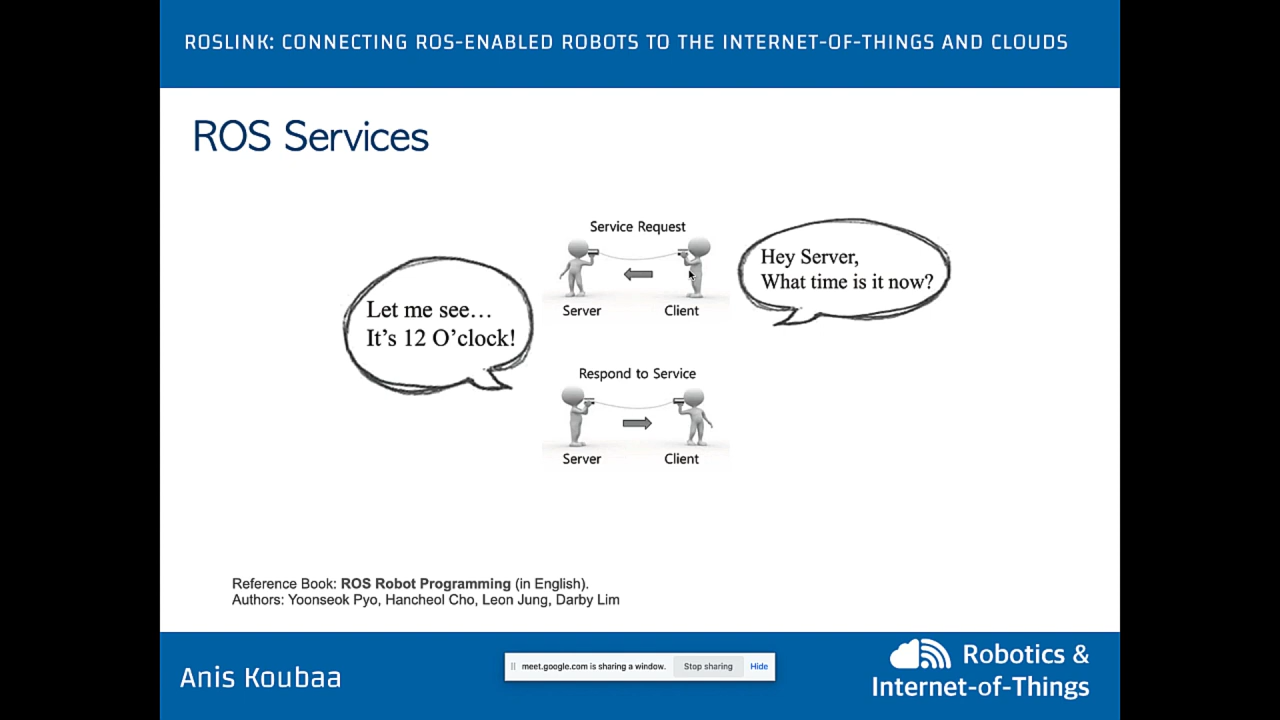 ROSLINK: CONNECTING ROS-ENABLED ROBOTS TO THE INTERNET-OF-THINGS AND CLOUDS
ROS Services
Service Request
Hey Server,
What time is it now?
Server
Client
Let me see...
It's 12 O'clock!
Respond to Service
Server
Client
Reference Book: ROS Robot Programming (in English).
Authors: Yoonseok Pyo, Hancheol Cho, Leon Jung, Darby Lim
Anis Koubaa
meet.google.com is sharing a window.
Stop sharing
Hide
Robotics &
Internet-of-Things